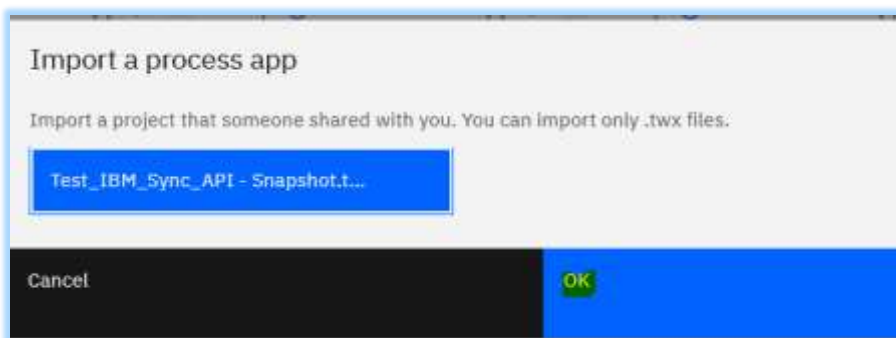 Import a process app
Import a project that someone shared with you. You can import only .twx files.
Test_IBM_Sync_API - Snapshot.t...
Cancel
OK